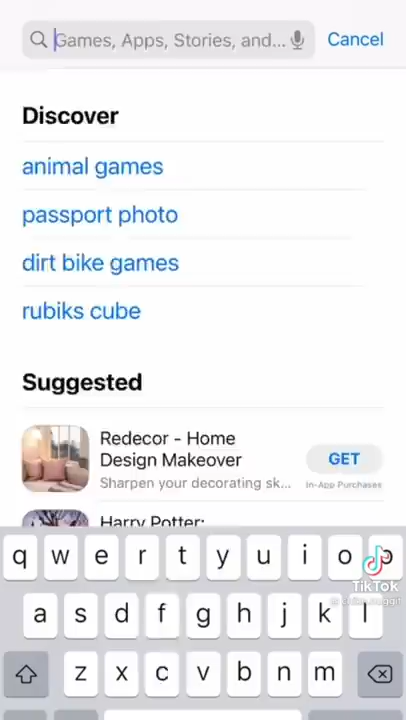 Games, Apps, Stories, and... Cancel
Discover
animal games
passport photo
dirt bike games
rubiks cube
Suggested
Redecor - Home
Design Makeover
GET
Sharpen your decorating sk...
In-App Purchases
Harry Potter:
q w e r t y u i o p
TikTok
a s d f g h j k l
z x c v b n m